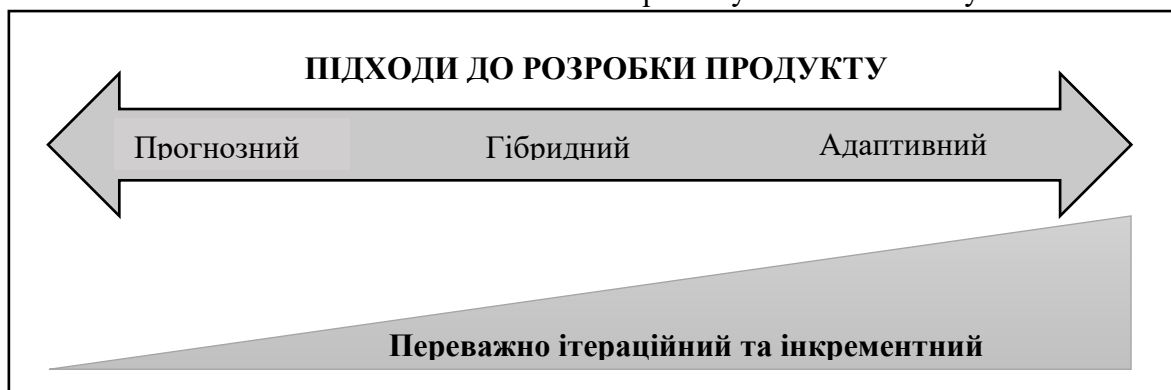 ПІДХОДИ ДО РОЗРОБКИ ПРОДУКТУ
Прогнозний Гібридний Адаптивний
Переважно ітераційний та інкрементний